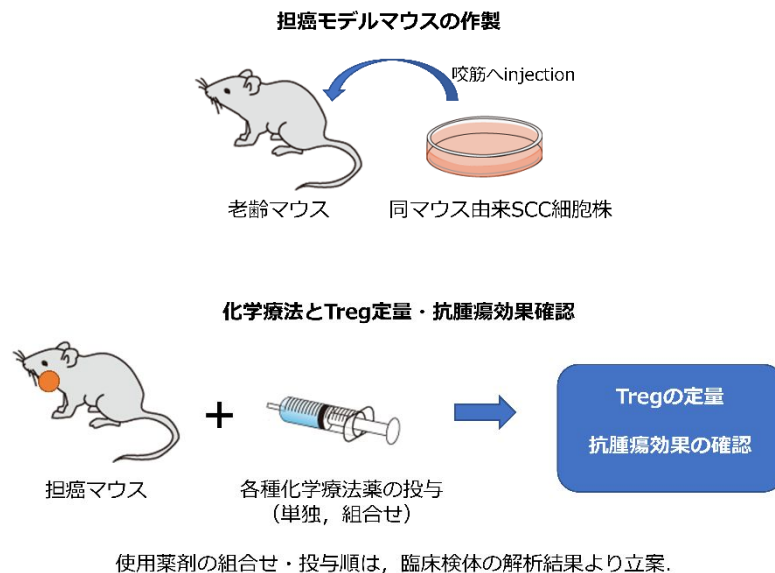 担癌モデルマウスの作製
咬筋へinjection
老齢マウス
同マウス由来SCC細胞株
化学療法とTreg定量・抗腫瘍効果確認
+
Tregの定量
抗腫瘍効果の確認
担癌マウス
各種化学療法薬の投与
（単独，組合せ）
使用薬剤の組合せ・投与順は，臨床検体の解析結果より立案．